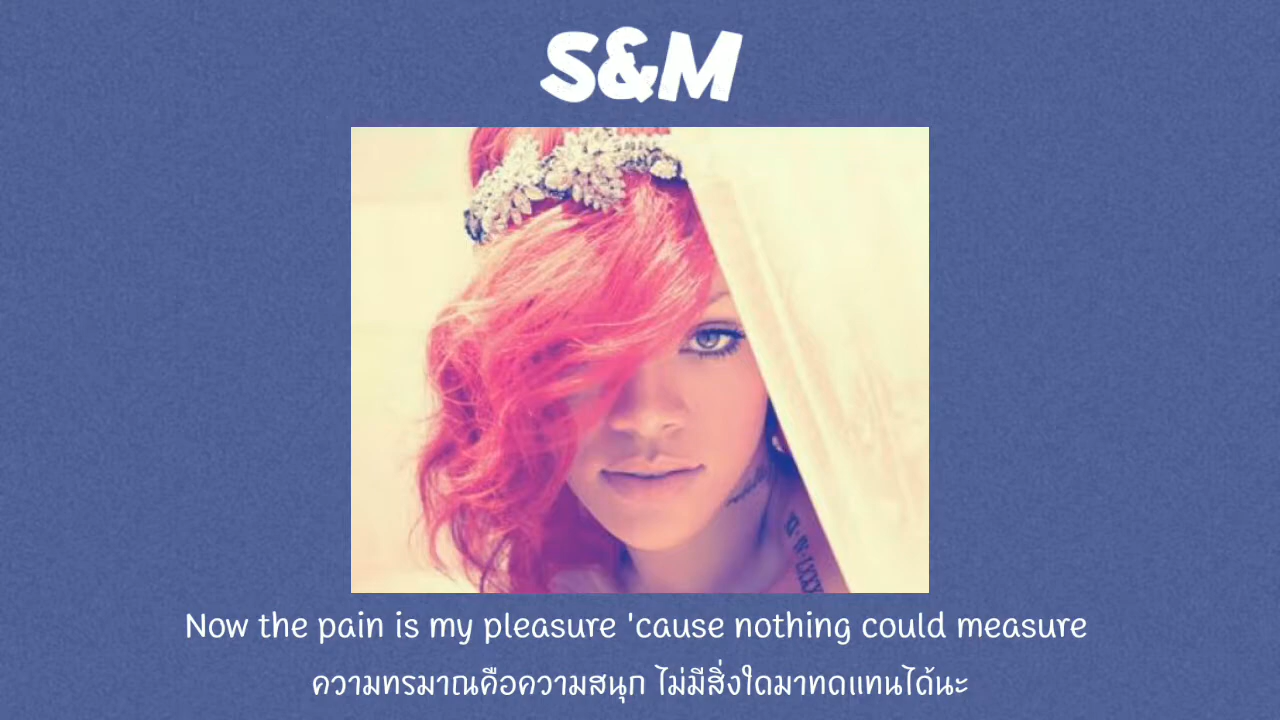 S&M
Now the pain is my pleasure 'cause nothing could measure
ความทรมาณคือความสนุก ไม่มีสิ่งใดมาทดแทนได้นะ